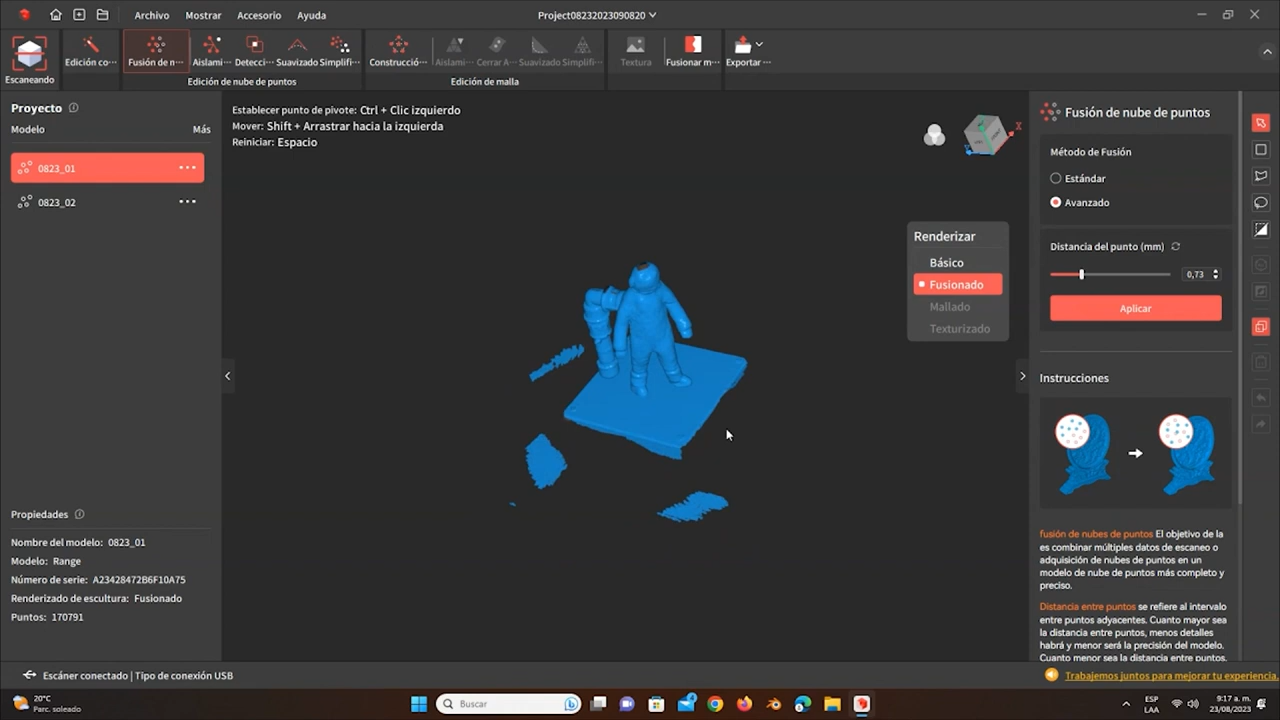 Archivo Mostrar Accesorio Ayuda
Project08232023090820
Escaneando
Edición co···
Fusión de n···
Aislami···
Detecci···
Suavizado
Simplifi···
Construcció···
Aislami···
Cerrar A···
Suavizado
Simplifi···
Textura
Fusionar m···
Exportar ···
Edición de nube de puntos
Edición de malla
Proyecto
Modelo Más
0823_01
0823_02
Propiedades
Nombre del modelo: 0823_01
Modelo: Range
Número de serie: A23428472B6F10A75
Renderizado de escultura: Fusionado
Puntos: 170791
Establecer punto de pivote: Ctrl + Clic izquierdo
Mover: Shift + Arrastrar hacia la izquierda
Reiniciar: Espacio
X
Renderizar
Básico
Fusionado
Mallado
Texturizado
Fusión de nube de puntos
Método de Fusión
Estándar
Avanzado
Distancia del punto (mm)
0,73
Aplicar
Instrucciones
fusión de nubes de puntos El objetivo de la
es combinar múltiples datos de escaneo o
adquisición de nubes de puntos en un
modelo de nube de puntos más completo y
preciso.
Distancia entre puntos se refiere al intervalo
entre puntos adyacentes. Cuanto mayor sea
la distancia entre puntos, menos detalles
habrá y menor será la precisión del modelo.
Cuanto menor sea la distancia entre puntos,
Escáner conectado | Tipo de conexión USB
Trabajemos juntos para mejorar tu experiencia.
20°C
Parc. soleado
Buscar
ESP
LAA
9:17 a. m.
23/08/2023